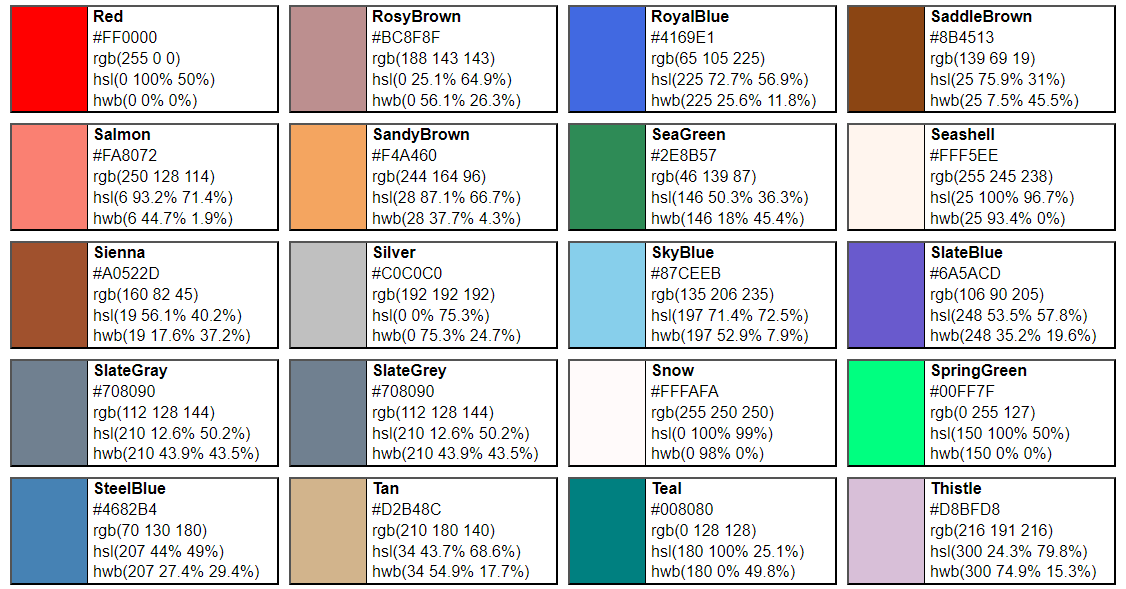 Red
#FF0000
rgb(255 0 0)
hsl(0 100% 50%)
hwb(0 0% 0%)
RosyBrown
#BC8F8F
rgb(188 143 143)
hsl(0 25.1% 64.9%)
hwb(0 56.1% 26.3%)
RoyalBlue
#4169E1
rgb(65 105 225)
hsl(225 72.7% 56.9%)
hwb(225 25.6% 11.8%)
SaddleBrown
#8B4513
rgb(139 69 19)
hsl(25 75.9% 31%)
hwb(25 7.5% 45.5%)
Salmon
#FA8072
rgb(250 128 114)
hsl(6 93.2% 71.4%)
hwb(6 44.7% 1.9%)
SandyBrown
#F4A460
rgb(244 164 96)
hsl(28 87.1% 66.7%)
hwb(28 37.7% 4.3%)
SeaGreen
#2E8B57
rgb(46 139 87)
hsl(146 50.3% 36.3%)
hwb(146 18% 45.4%)
Seashell
#FFF5EE
rgb(255 245 238)
hsl(25 100% 96.7%)
hwb(25 93.4% 0%)
Sienna
#A0522D
rgb(160 82 45)
hsl(19 56.1% 40.2%)
hwb(19 17.6% 37.2%)
Silver
#C0C0C0
rgb(192 192 192)
hsl(0 0% 75.3%)
hwb(0 75.3% 24.7%)
SkyBlue
#87CEEB
rgb(135 206 235)
hsl(197 71.4% 72.5%)
hwb(197 52.9% 7.9%)
SlateBlue
#6A5ACD
rgb(106 90 205)
hsl(248 53.5% 57.8%)
hwb(248 35.2% 19.6%)
SlateGray
#708090
rgb(112 128 144)
hsl(210 12.6% 50.2%)
hwb(210 43.9% 43.5%)
SlateGrey
#708090
rgb(112 128 144)
hsl(210 12.6% 50.2%)
hwb(210 43.9% 43.5%)
Snow
#FFFAFA
rgb(255 250 250)
hsl(0 100% 99%)
hwb(0 98% 0%)
SpringGreen
#00FF7F
rgb(0 255 127)
hsl(150 100% 50%)
hwb(150 0% 0%)
SteelBlue
#4682B4
rgb(70 130 180)
hsl(207 44% 49%)
hwb(207 27.4% 29.4%)
Tan
#D2B48C
rgb(210 180 140)
hsl(34 43.7% 68.6%)
hwb(34 54.9% 17.7%)
Teal
#008080
rgb(0 128 128)
hsl(180 100% 25.1%)
hwb(180 0% 49.8%)
Thistle
#D8BFD8
rgb(216 191 216)
hsl(300 24.3% 79.8%)
hwb(300 74.9% 15.3%)